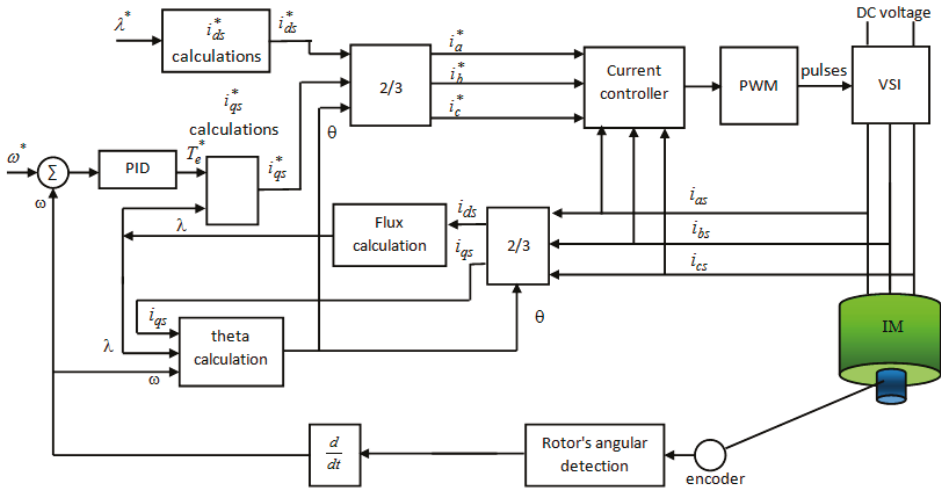 DC voltage
λ*
i*ds
calculations
i*ds
i*a
i*b
i*c
2/3
Current
controller
PWM
pulses
VSI
i*qs
calculations
θ
ω*
Σ
PID
T*e
i*qs
ω
ias
ibs
ics
λ
Flux
calculation
ids
iqs
2/3
iqs
λ
ω
theta
calculation
θ
IM
d
dt
Rotor's angular
detection
encoder